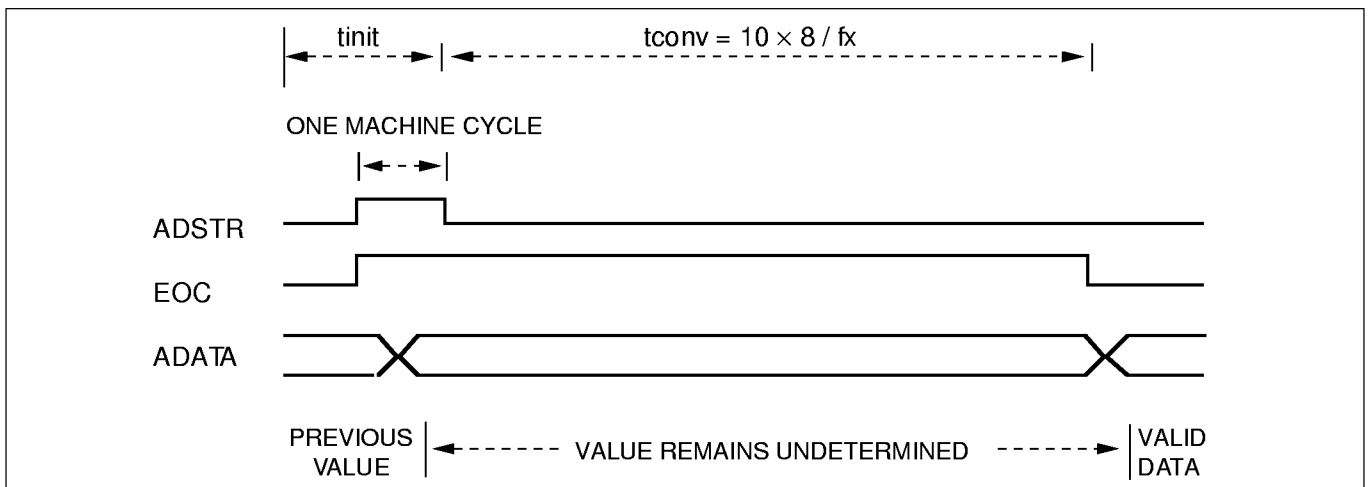 tinit
tconv = 10 × 8 / fx
ONE MACHINE CYCLE
ADSTR
EOC
ADATA
PREVIOUS
VALUE
VALUE REMAINS UNDETERMINED
VALID
DATA